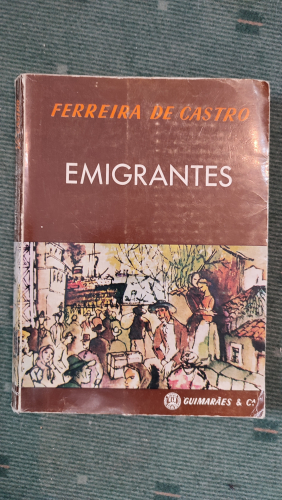 FERREIRA DE CASTRO
EMIGRANTES
GUIMARÃES & Cª